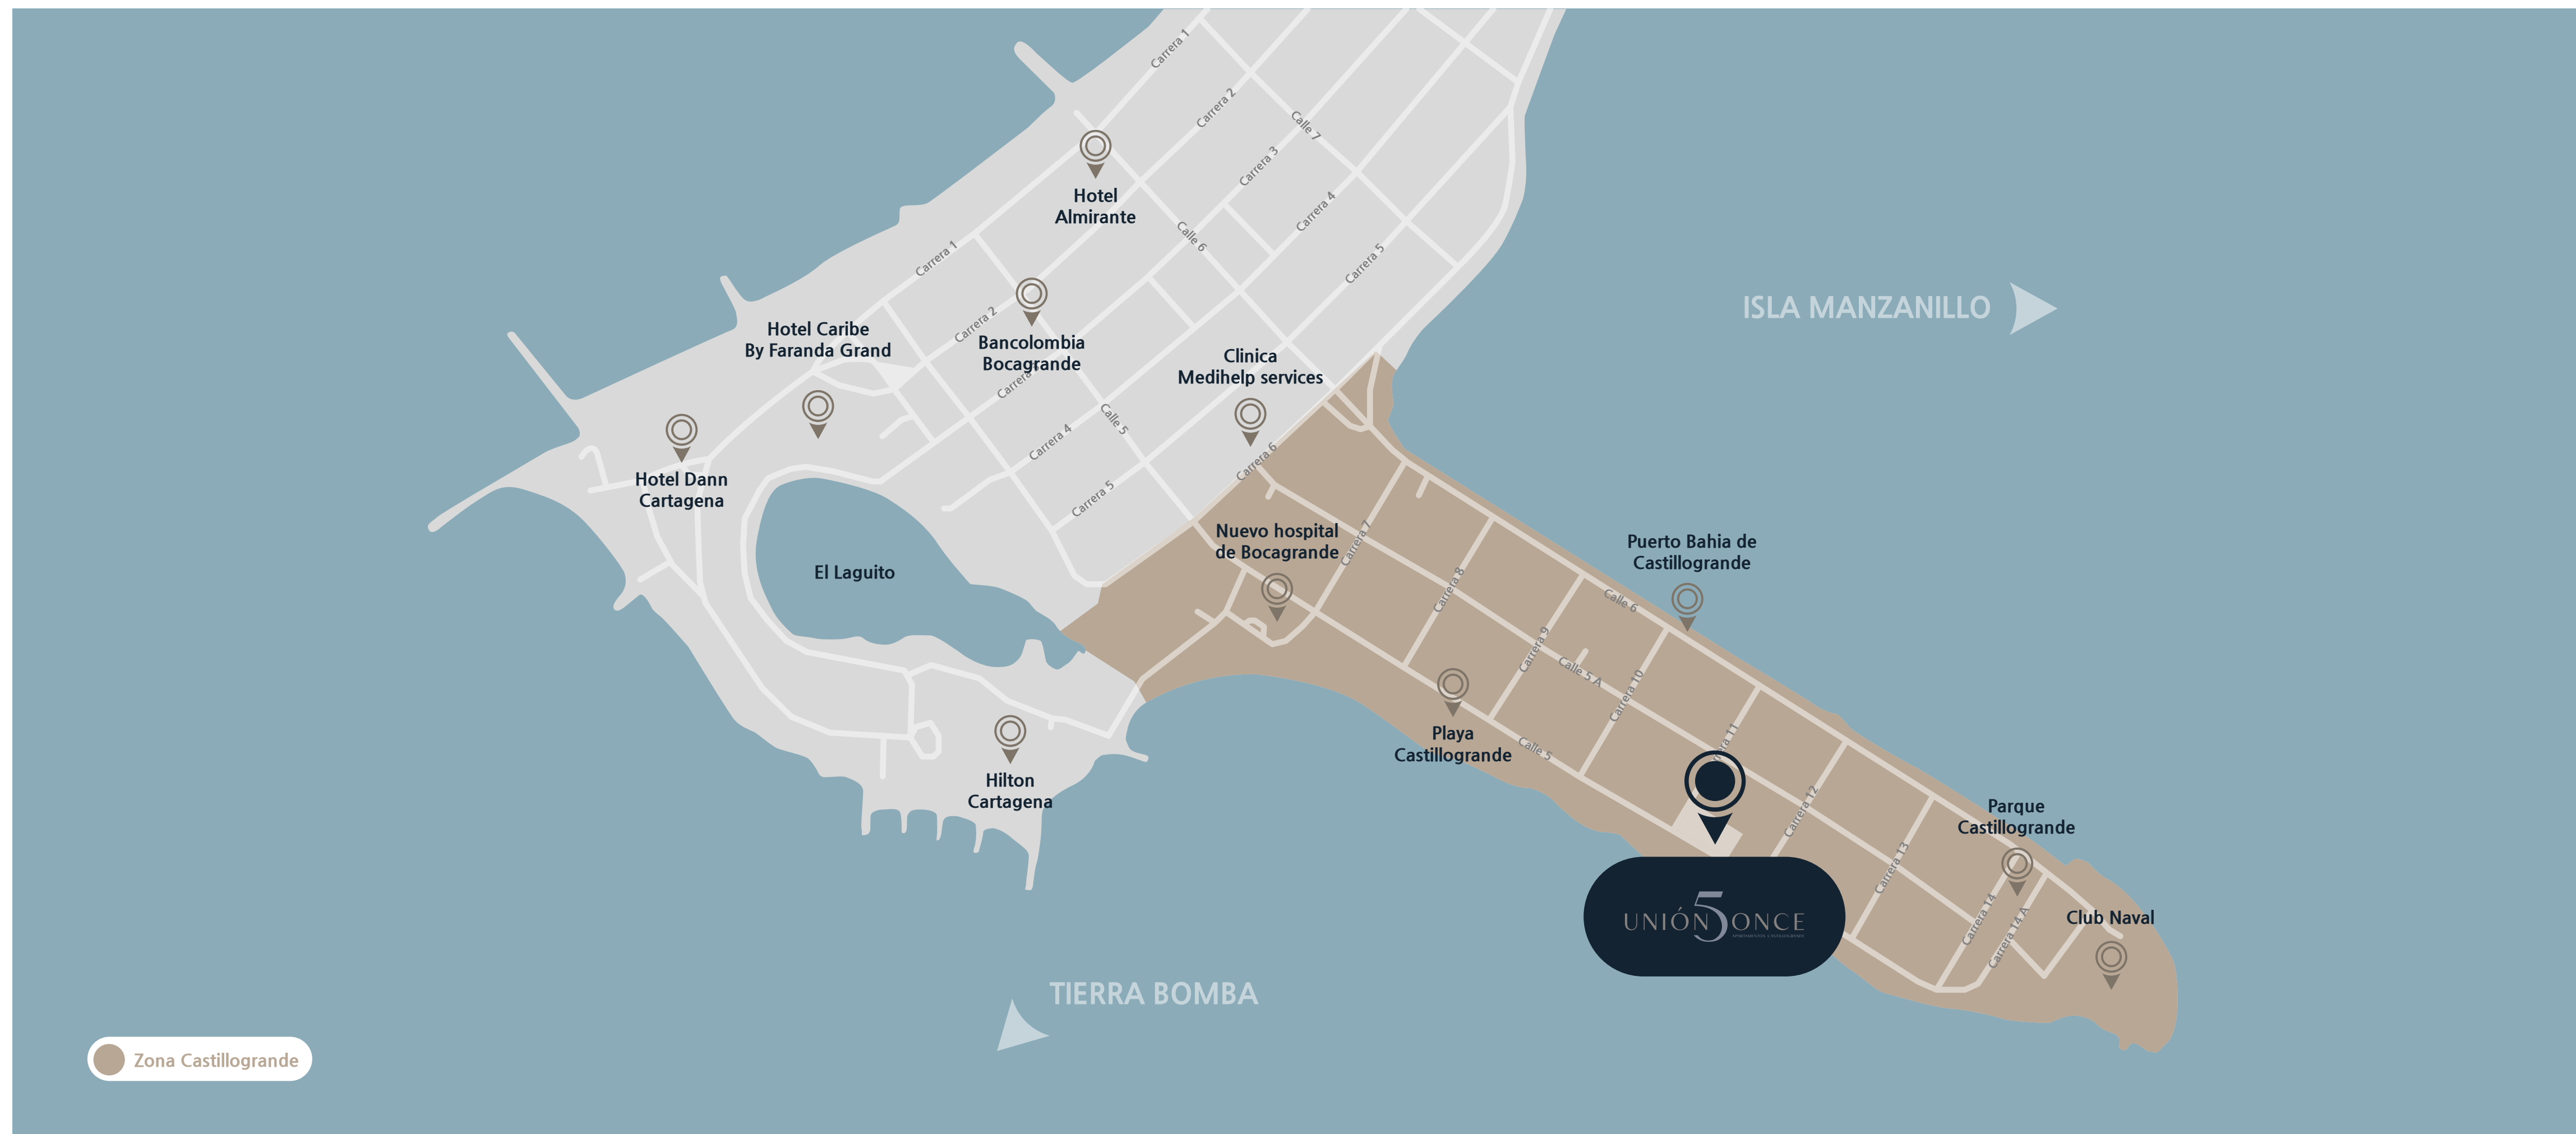 Carrera 1
Carrera 2
Calle 7
Carrera 3
Hotel
Almirante
Carrera 4
Calle 6
Carrera 1
Carrera 5
ISLA MANZANILLO
Carrera 2
Hotel Caribe
By Faranda Grand
Bancolombia
Bocagrande
Clinica
Medihelp services
Carrera
Calle 5
Carrera 4
Carrera 6
Hotel Dann
Cartagena
Carrera 5
Nuevo hospital
de Bocagrande
Carrera 7
Puerto Bahia de
Castillogrande
El Laguito
Carrera 8
Calle 6
Carrera 9
Calle 5 A
Carrera 10
Playa
Castillogrande
Calle 5
11
Hilton
Cartagena
Carrera 12
Parque
Castillogrande
Carrera 13
UNIÓN 5 ONCE
Carrera 14
Carrera 14 A
Club Naval
TIERRA BOMBA
Zona Castillogrande